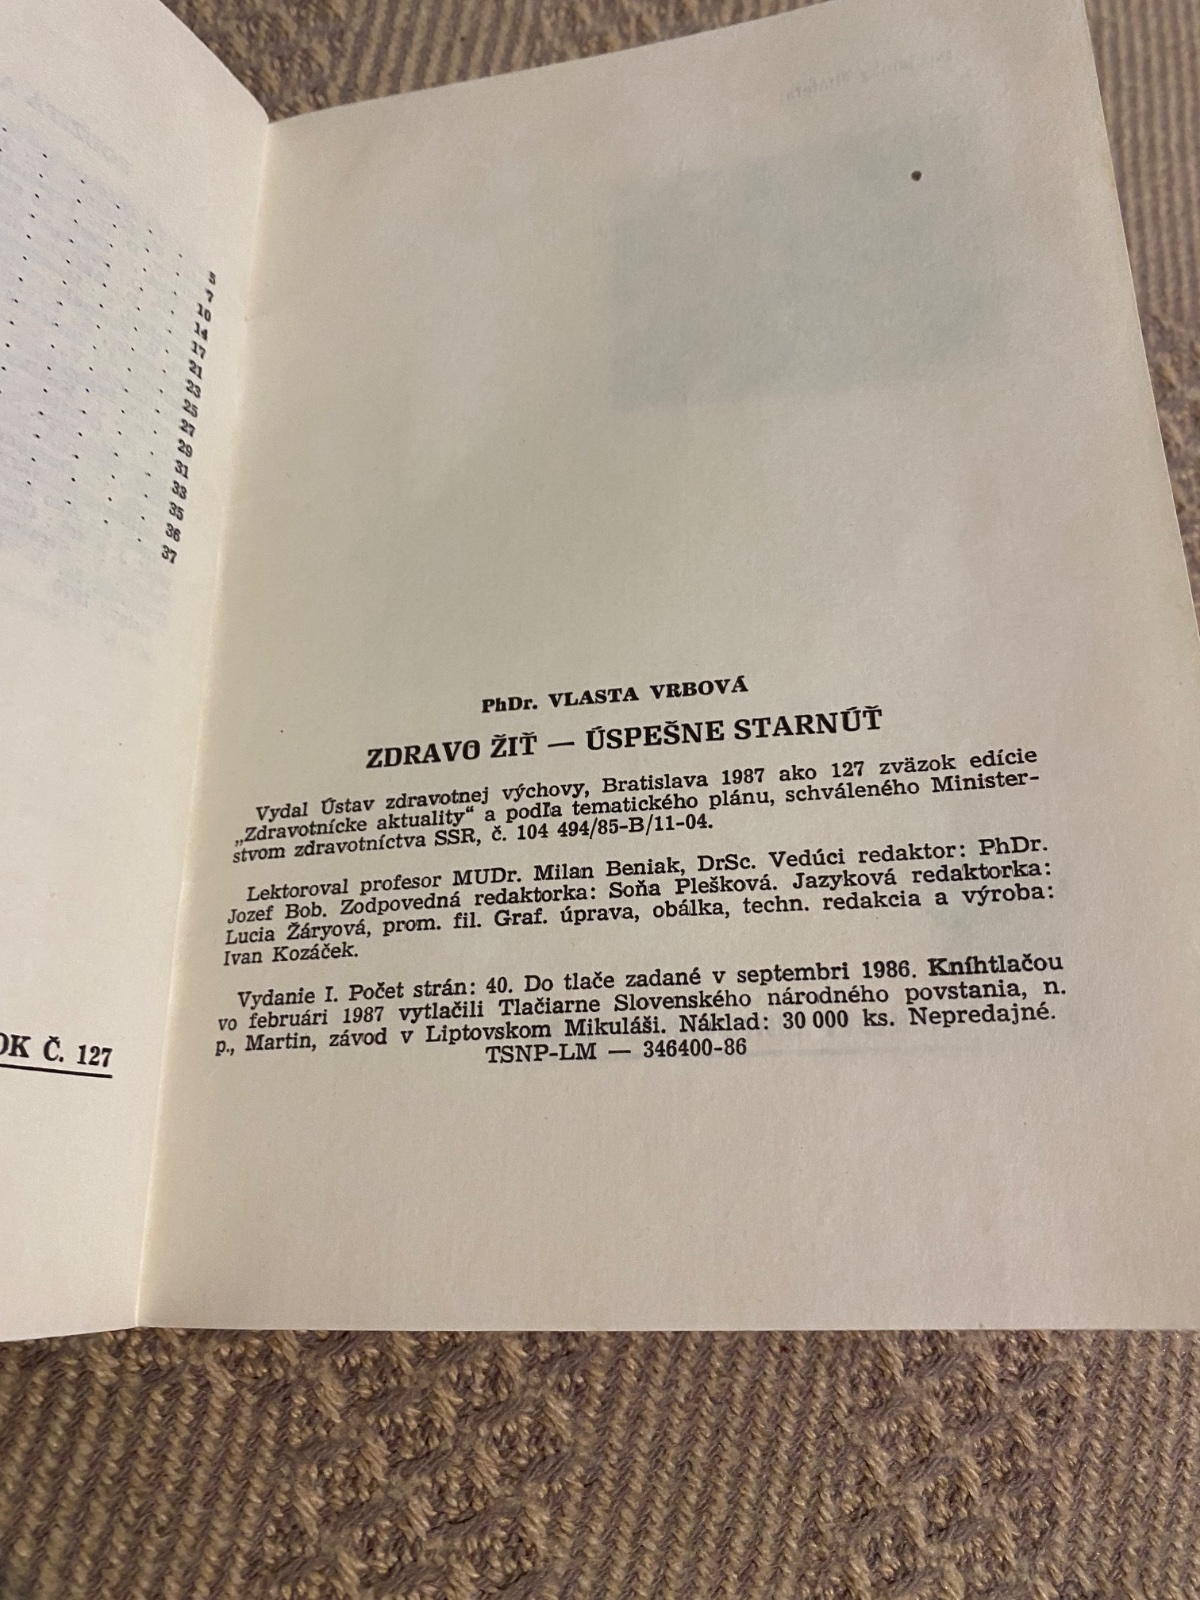 5
7
10
14
17
21
23
25
27
29
31
33
35
36
37
OK Č. 127
PhDr. VLASTA VRBOVÁ
ZDRAVO ŽIŤ — ÚSPEŠNE STARNÚŤ
Vydal Ústav zdravotnej výchovy, Bratislava 1987 ako 127 zväzok edície
„Zdravotnícke aktuality“ a podľa tematického plánu, schváleného Minister-
stvom zdravotníctva SSR, č. 104 494/85-B/11-04.
Lektoroval profesor MUDr. Milan Beniak, DrSc. Vedúci redaktor: PhDr.
Jozef Bob. Zodpovedná redaktorka: Soňa Plešková. Jazyková redaktorka:
Lucia Žáryová, prom. fil. Graf. úprava, obálka, techn. redakcia a výroba:
Ivan Kozáček.
Vydanie I. Počet strán: 40. Do tlače zadané v septembri 1986. Kníhtlačou
vo februári 1987 vytlačili Tlačiarne Slovenského národného povstania, n.
p., Martin, závod v Liptovskom Mikuláši. Náklad: 30 000 ks. Nepredajné.
TSNP-LM — 346400-86